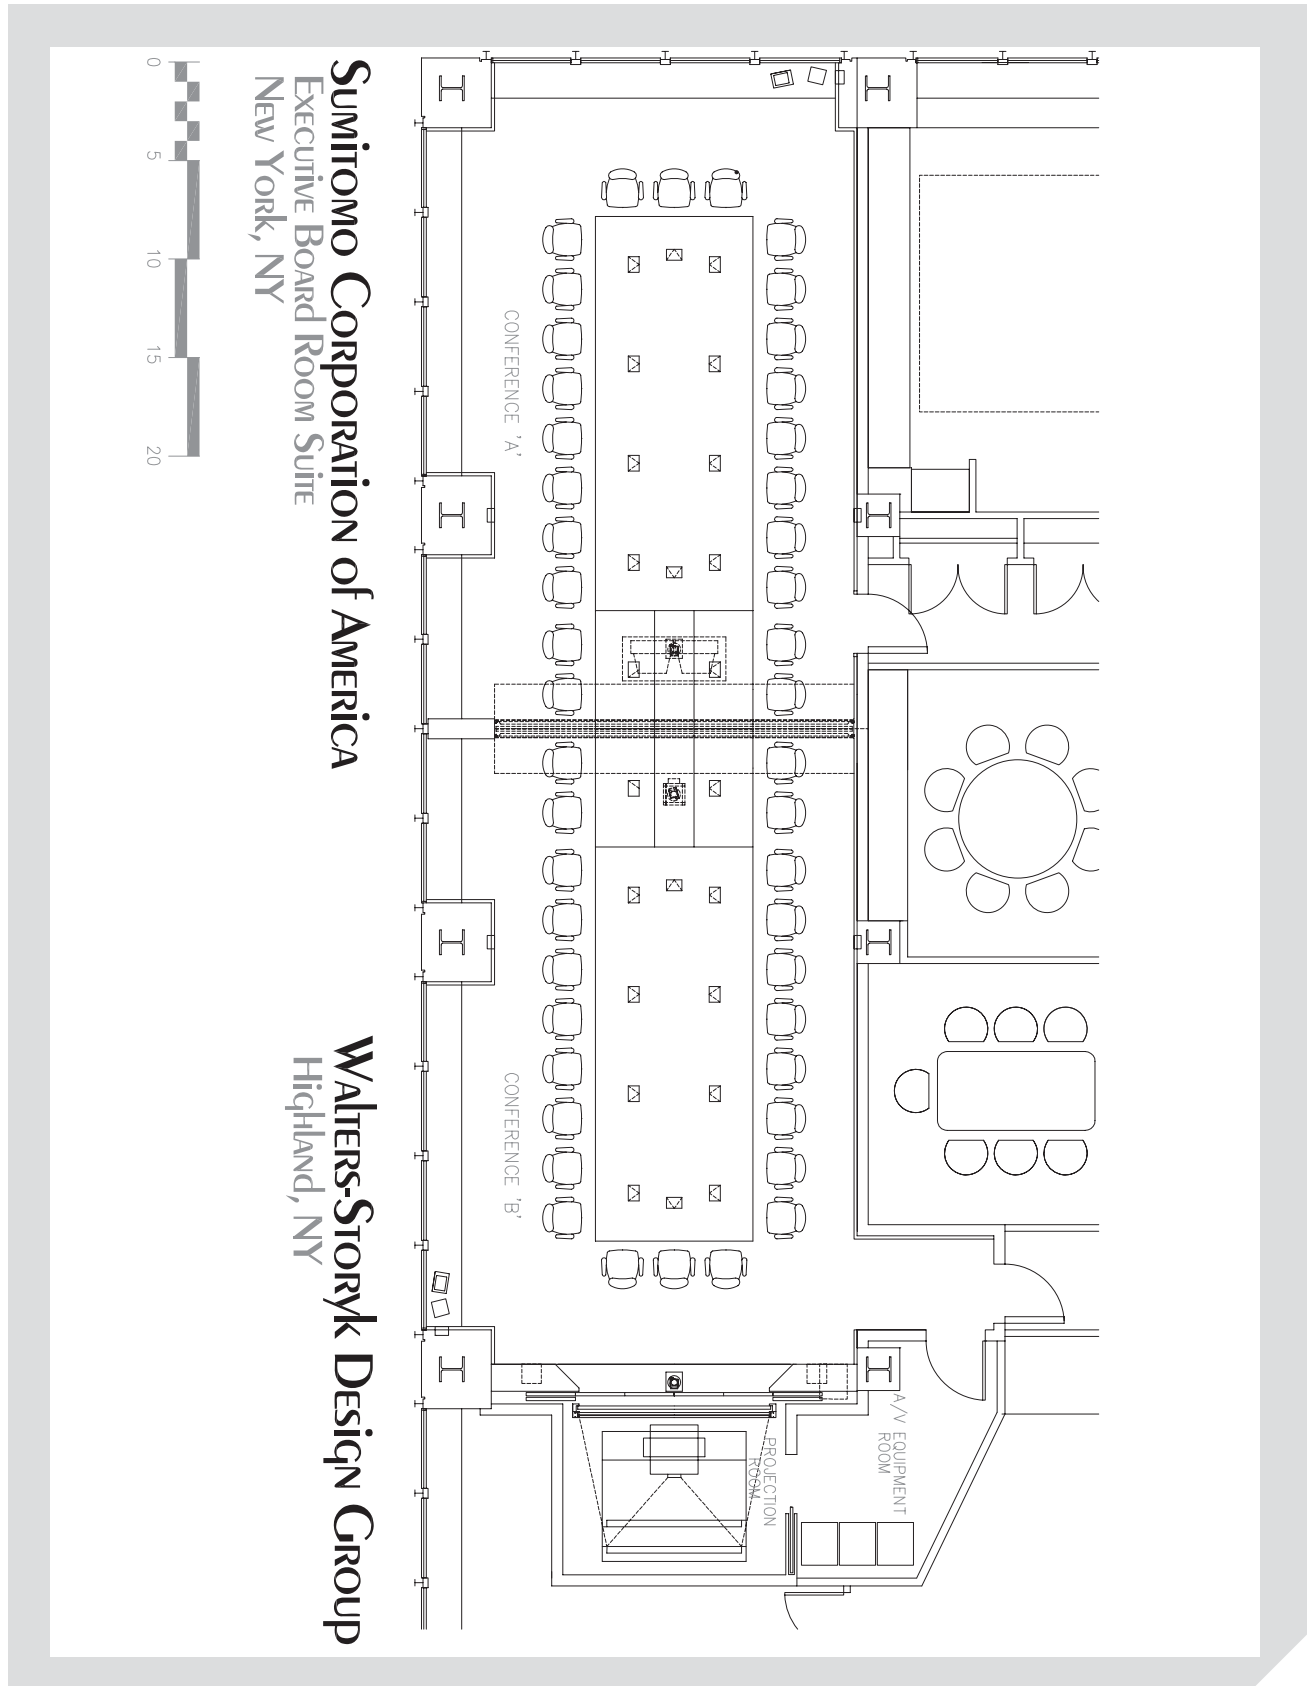 CONFERENCE 'A'
CONFERENCE 'B'
PROJECTION
ROOM
A/V EQUIPMENT
ROOM
Sumitomo Corporation of America
Executive Board Room Suite
New York, NY
Walters-Storyk Design Group
Highland, NY
0 5 10 15 20